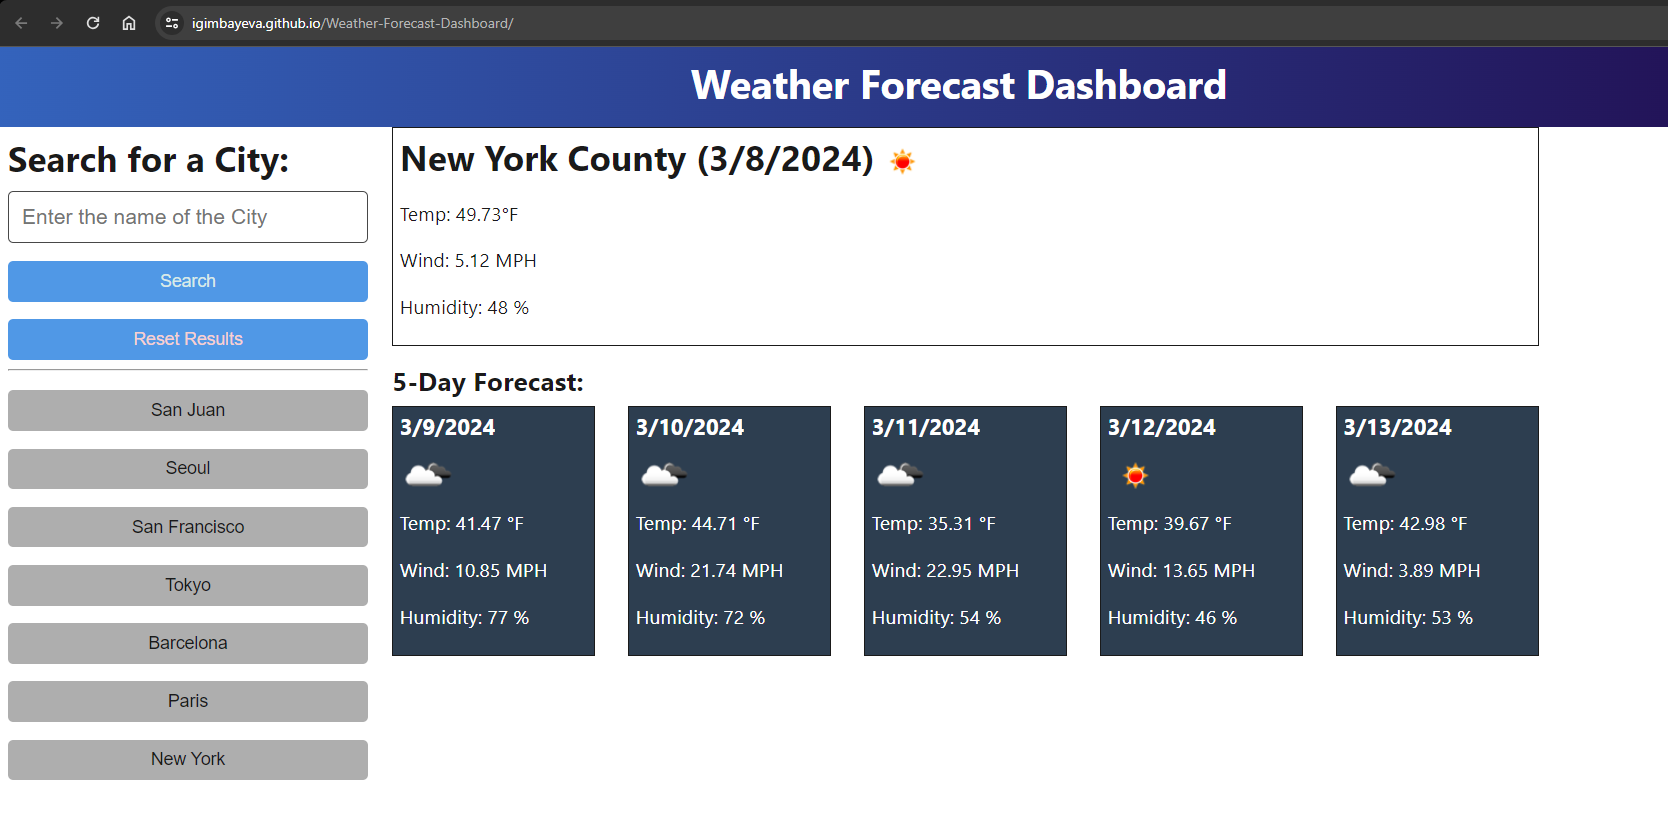 igimbayeva.github.io/Weather-Forecast-Dashboard/
Weather Forecast Dashboard
Search for a City:
Enter the name of the City
Search
Reset Results
San Juan
Seoul
San Francisco
Tokyo
Barcelona
Paris
New York
New York County (3/8/2024)
Temp: 49.73°F
Wind: 5.12 MPH
Humidity: 48 %
5-Day Forecast:
3/9/2024
Temp: 41.47 °F
Wind: 10.85 MPH
Humidity: 77 %
3/10/2024
Temp: 44.71 °F
Wind: 21.74 MPH
Humidity: 72 %
3/11/2024
Temp: 35.31 °F
Wind: 22.95 MPH
Humidity: 54 %
3/12/2024
Temp: 39.67 °F
Wind: 13.65 MPH
Humidity: 46 %
3/13/2024
Temp: 42.98 °F
Wind: 3.89 MPH
Humidity: 53 %